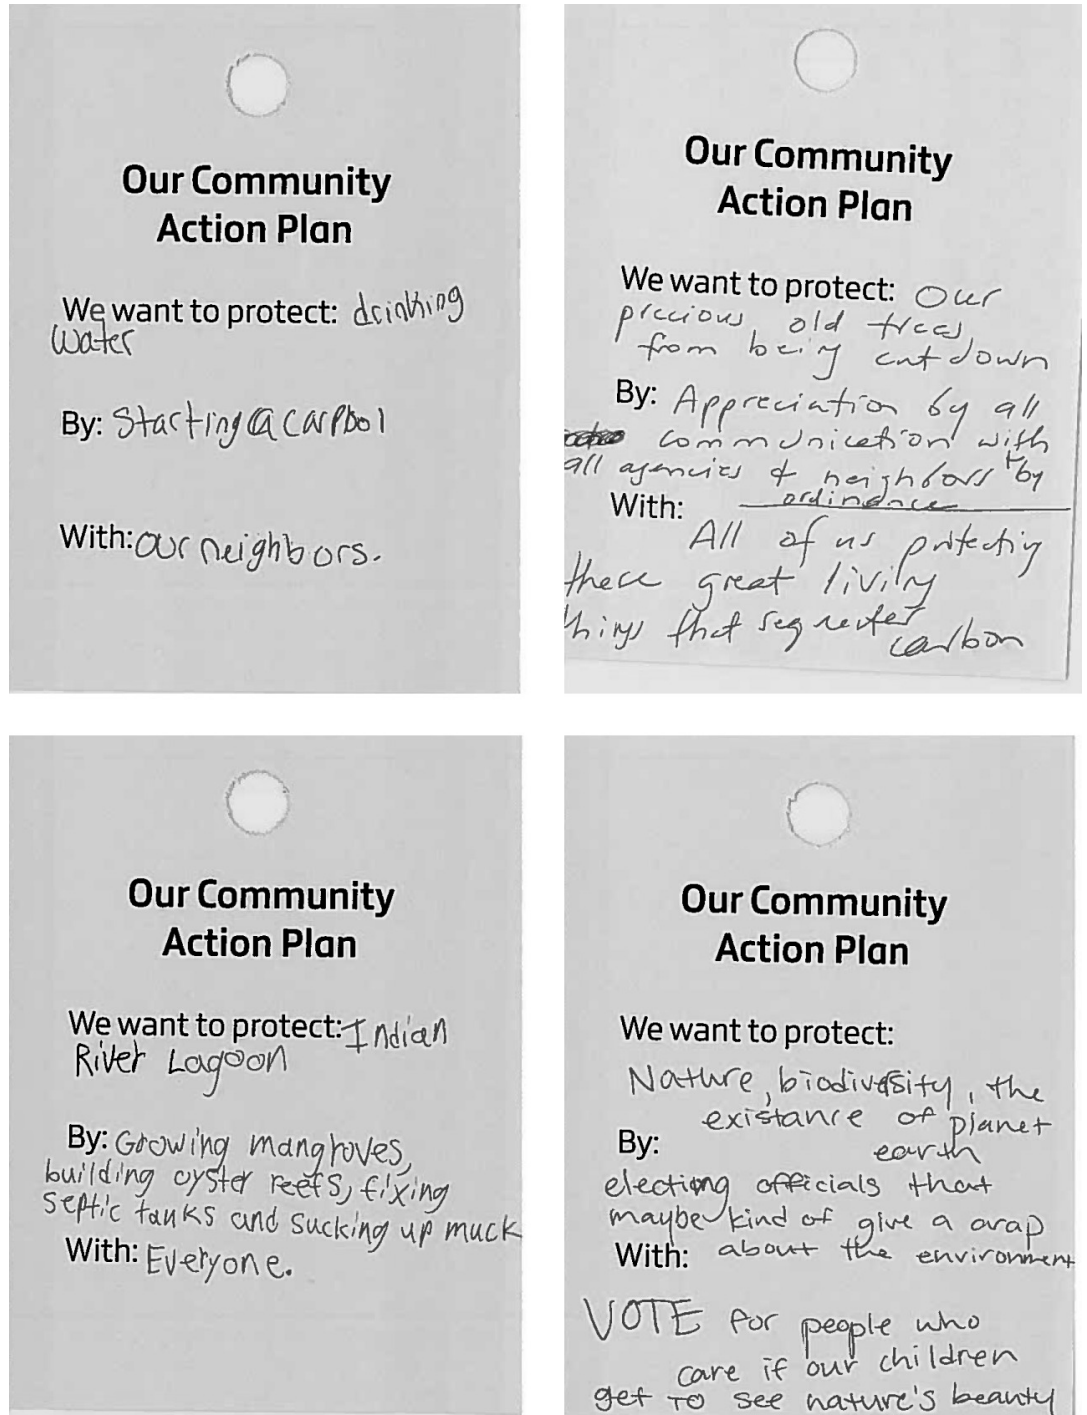 Our Community
Action Plan
We want to protect: drinking
Water
By: Starting a carpool
With: our neighbors.
Our Community
Action Plan
We want to protect: Our
precious old trees
from being cut down
By: Appreciation by all
communication with
all agencies & neighbors + by
ordinance
With:
All of us protecting
these great living
things that sequester
carbon
Our Community
Action Plan
We want to protect: Indian
River Lagoon
By: Growing mangroves,
building oyster reefs, fixing
septic tanks and sucking up muck
With: Everyone.
Our Community
Action Plan
We want to protect:
Nature, biodiversity, the
existance of planet
earth
By:
electing officials that
maybe kind of give a crap
With: about the environment
VOTE for people who
care if our children
get to see nature's beauty